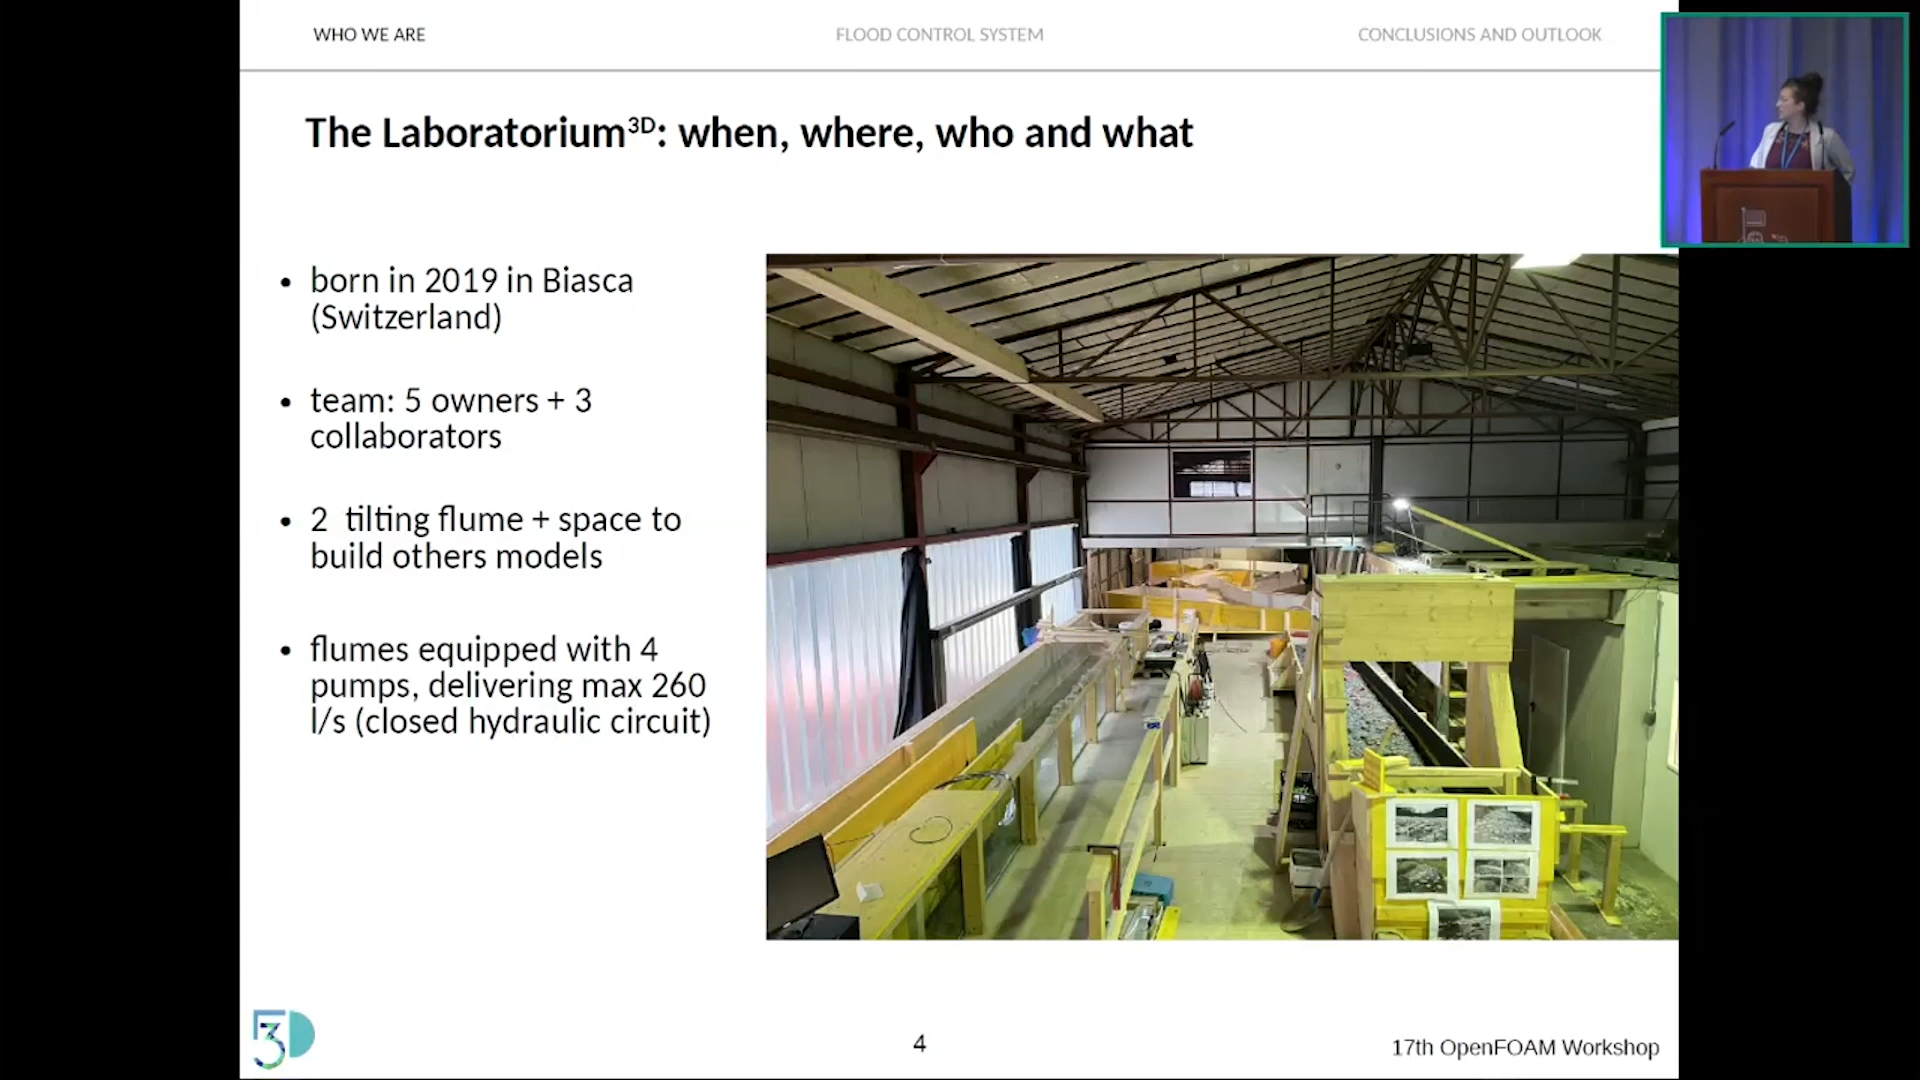 WHO WE ARE
FLOOD CONTROL SYSTEM
CONCLUSIONS AND OUTLOOK
The Laboratorium3D: when, where, who and what
• born in 2019 in Biasca
(Switzerland)
• team: 5 owners + 3
collaborators
• 2 tilting flume + space to
build others models
• flumes equipped with 4
pumps, delivering max 260
l/s (closed hydraulic circuit)
3D
4
17th OpenFOAM Workshop